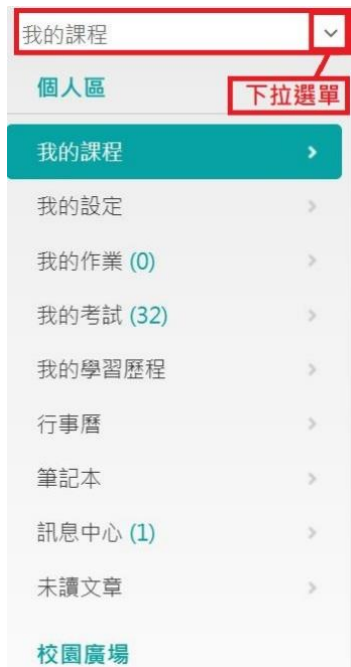 我的課程
個人區
下拉選單
我的課程
我的設定
我的作業 (0)
我的考試 (32)
我的學習歷程
行事曆
筆記本
訊息中心 (1)
未讀文章
校園廣場